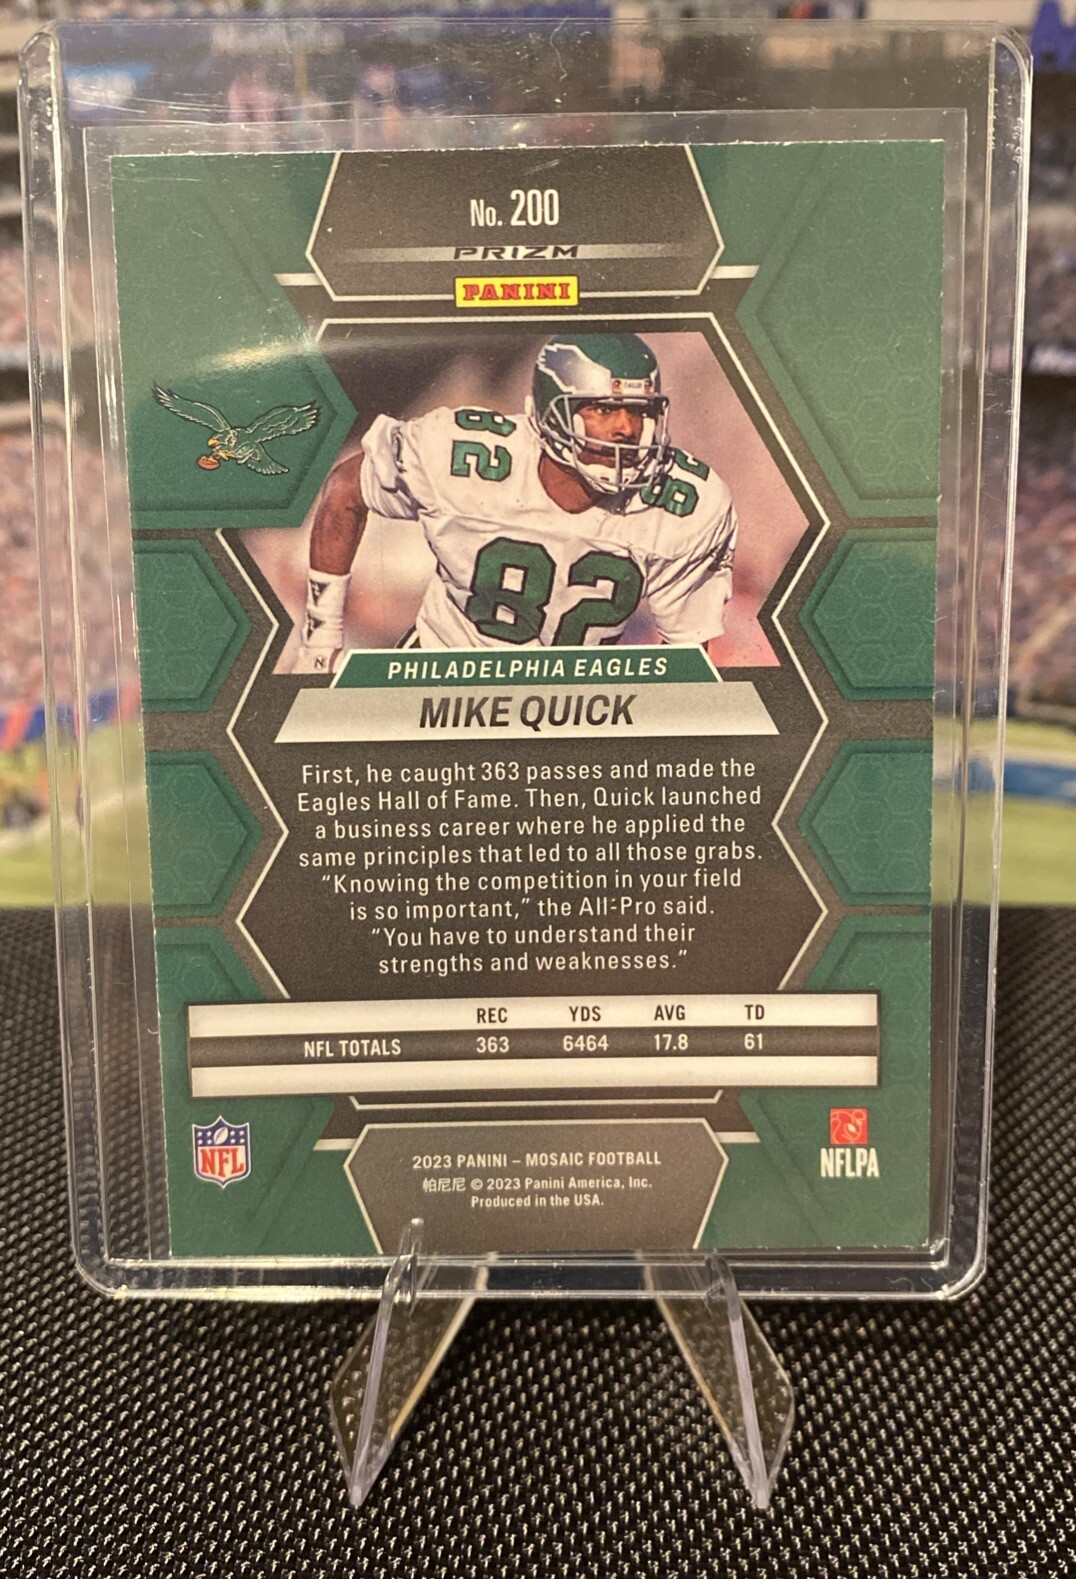 No. 200
PRIZM
PANINI
EAGLES
82
82
82
N
PHILADELPHIA EAGLES
MIKE QUICK
First, he caught 363 passes and made the
Eagles Hall of Fame. Then, Quick launched
a business career where he applied the
same principles that led to all those grabs.
“Knowing the competition in your field
is so important,” the All-Pro said.
“You have to understand their
strengths and weaknesses.”
REC YDS AVG TD
NFL TOTALS 363 6464 17.8 61
NFL
NFLPA
2023 PANINI – MOSAIC FOOTBALL
帕尼尼 © 2023 Panini America, Inc.
Produced in the USA.